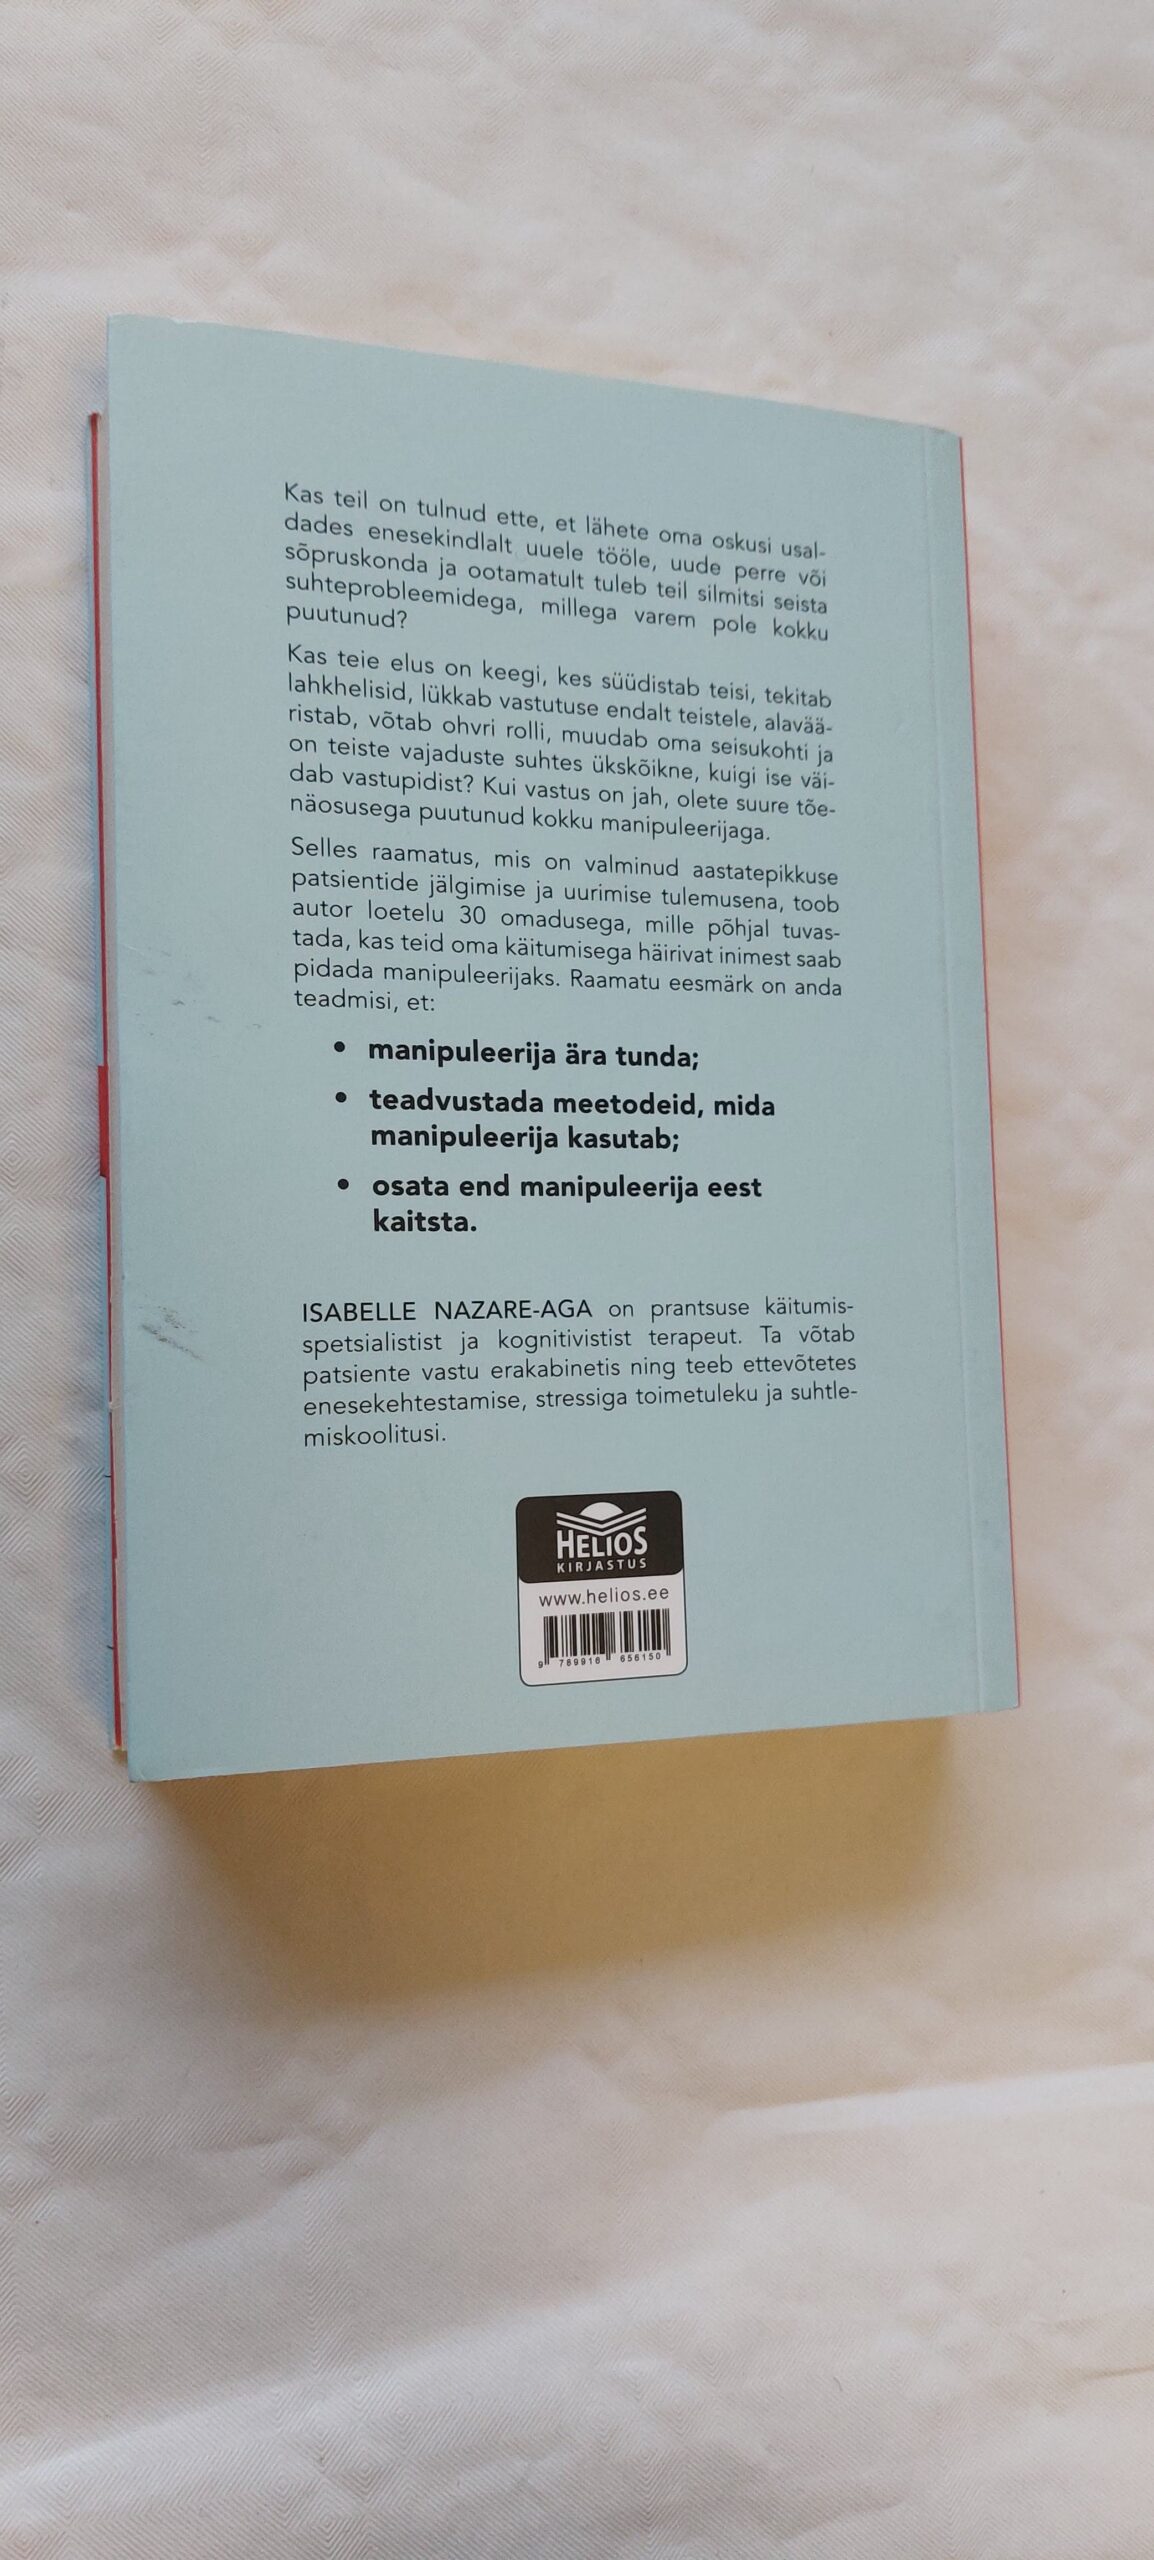 Kas teil on tulnud ette, et lähete oma oskusi usal-
dades enesekindlalt uuele tööle, uude perre või
sõpruskonda ja ootamatult tuleb teil silmitsi seista
suhteprobleemidega, millega varem pole kokku
puutunud?
Kas teie elus on keegi, kes süüdistab teisi, tekitab
lahkhelisid, lükkab vastutuse endalt teistele, alavää-
ristab, võtab ohvri rolli, muudab oma seisukohti ja
on teiste vajaduste suhtes ükskõikne, kuigi ise väi-
dab vastupidist? Kui vastus on jah, olete suure tõe-
näosusega puutunud kokku manipuleerijaga.
Selles raamatus, mis on valminud aastatepikkuse
patsientide jälgimise ja uurimise tulemusena, toob
autor loetelu 30 omadusega, mille põhjal tuvas-
tada, kas teid oma käitumisega häirivat inimest saab
pidada manipuleerijaks. Raamatu eesmärk on anda
teadmisi, et:
• manipuleerija ära tunda;
• teadvustada meetodeid, mida
manipuleerija kasutab;
• osata end manipuleerija eest
kaitsta.
ISABELLE NAZARE-AGA on prantsuse käitumis-
spetsialistist ja kognitivistist terapeut. Ta võtab
patsiente vastu erakabinetis ning teeb ettevõtetes
enesekehtestamise, stressiga toimetuleku ja suhtle-
miskoolitusi.
HELIOS
KIRJASTUS
www.helios.ee
9 789916 656150